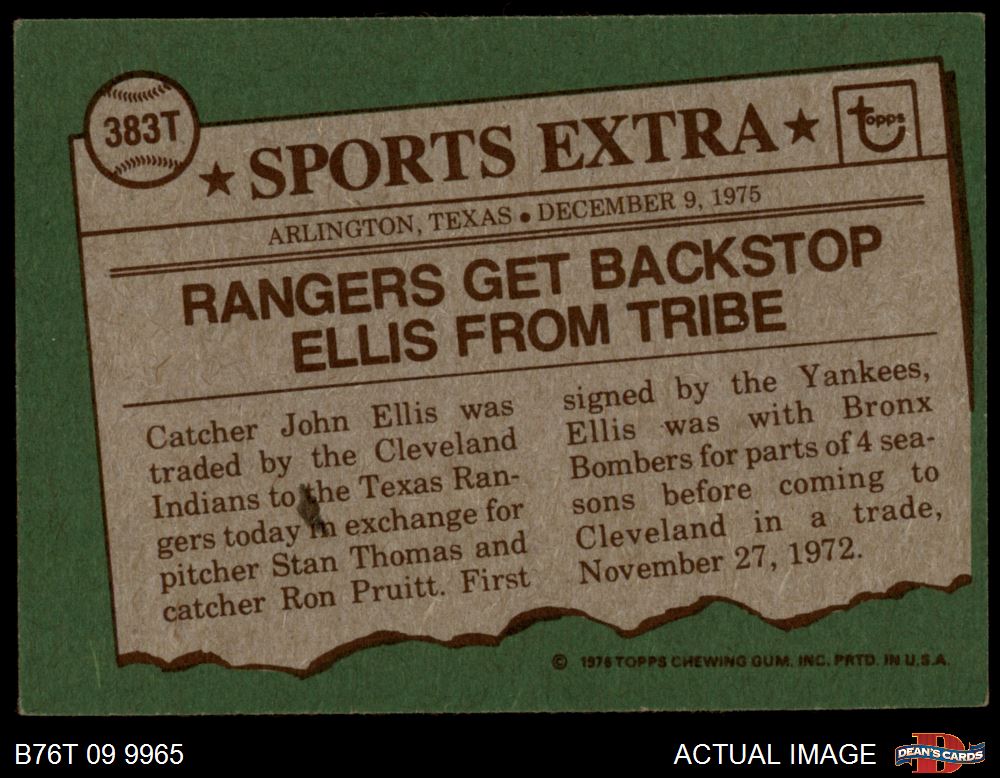 383T
★ SPORTS EXTRA ★
topps
ARLINGTON, TEXAS • DECEMBER 9, 1975
RANGERS GET BACKSTOP
ELLIS FROM TRIBE
Catcher John Ellis was
traded by the Cleveland
Indians to the Texas Ran-
gers today in exchange for
pitcher Stan Thomas and
catcher Ron Pruitt. First
signed by the Yankees,
Ellis was with Bronx
Bombers for parts of 4 sea-
sons before coming to
Cleveland in a trade,
November 27, 1972.
© 1976 TOPPS CHEWING GUM, INC. PRTD. IN U.S.A.
B76T 09 9965
ACTUAL IMAGE
DEAN'S CARDS